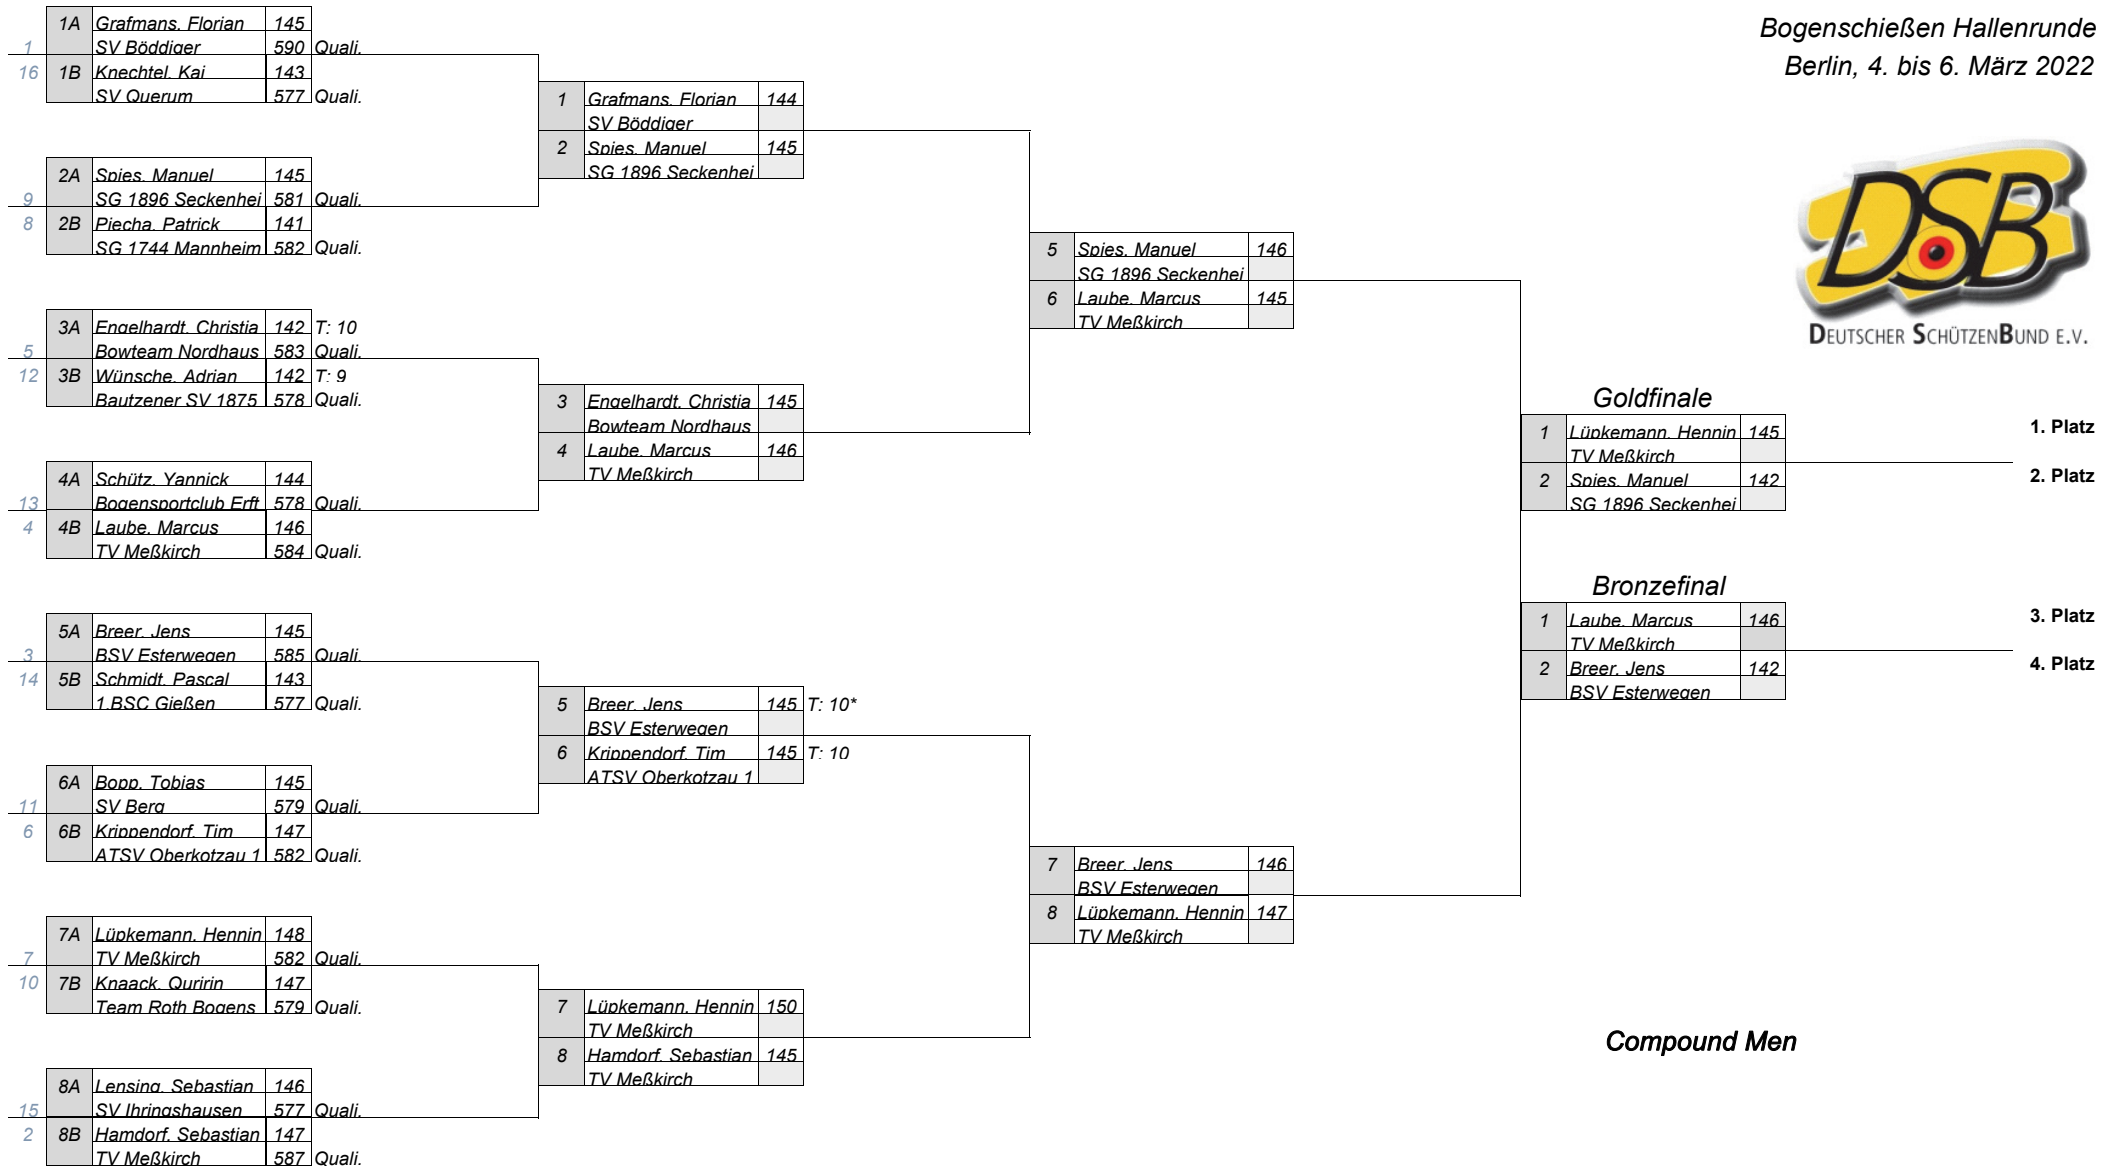 Bogenschießen Hallenrunde
Berlin, 4. bis 6. März 2022
DSB
DEUTSCHER SCHÜTZENBUND E.V.
1A Grafmans, Florian 145
1 SV Böddiger 590 Quali.
16 1B Knechtel, Kai 143
SV Querum 577 Quali.
2A Spies, Manuel 145
9 SG 1896 Seckenhei 581 Quali.
8 2B Piecha, Patrick 141
SG 1744 Mannheim 582 Quali.
3A Engelhardt, Christia 142 T: 10
5 Bowteam Nordhaus 583 Quali.
12 3B Wünsche, Adrian 142 T: 9
Bautzener SV 1875 578 Quali.
4A Schütz, Yannick 144
13 Bogensportclub Erft 578 Quali.
4 4B Laube, Marcus 146
TV Meßkirch 584 Quali.
5A Breer, Jens 145
3 BSV Esterwegen 585 Quali.
14 5B Schmidt, Pascal 143
1.BSC Gießen 577 Quali.
6A Bopp, Tobias 145
11 SV Berg 579 Quali.
6 6B Krippendorf, Tim 147
ATSV Oberkotzau 1 582 Quali.
7A Lüpkemann, Hennin 148
7 TV Meßkirch 582 Quali.
10 7B Knaack, Quririn 147
Team Roth Bogens 579 Quali.
8A Lensing, Sebastian 146
15 SV Ihringshausen 577 Quali.
2 8B Hamdorf, Sebastian 147
TV Meßkirch 587 Quali.
1 Grafmans, Florian 144
SV Böddiger
2 Spies, Manuel 145
SG 1896 Seckenhei
3 Engelhardt, Christia 145
Bowteam Nordhaus
4 Laube, Marcus 146
TV Meßkirch
5 Breer, Jens 145 T: 10*
BSV Esterwegen
6 Krippendorf, Tim 145 T: 10
ATSV Oberkotzau 1
7 Lüpkemann, Hennin 150
TV Meßkirch
8 Hamdorf, Sebastian 145
TV Meßkirch
5 Spies, Manuel 146
SG 1896 Seckenhei
6 Laube, Marcus 145
TV Meßkirch
7 Breer, Jens 146
BSV Esterwegen
8 Lüpkemann, Hennin 147
TV Meßkirch
Goldfinale
1 Lüpkemann, Hennin 145 1. Platz
TV Meßkirch
2 Spies, Manuel 142 2. Platz
SG 1896 Seckenhei
Bronzefinal
1 Laube, Marcus 146 3. Platz
TV Meßkirch
2 Breer, Jens 142 4. Platz
BSV Esterwegen
Compound Men